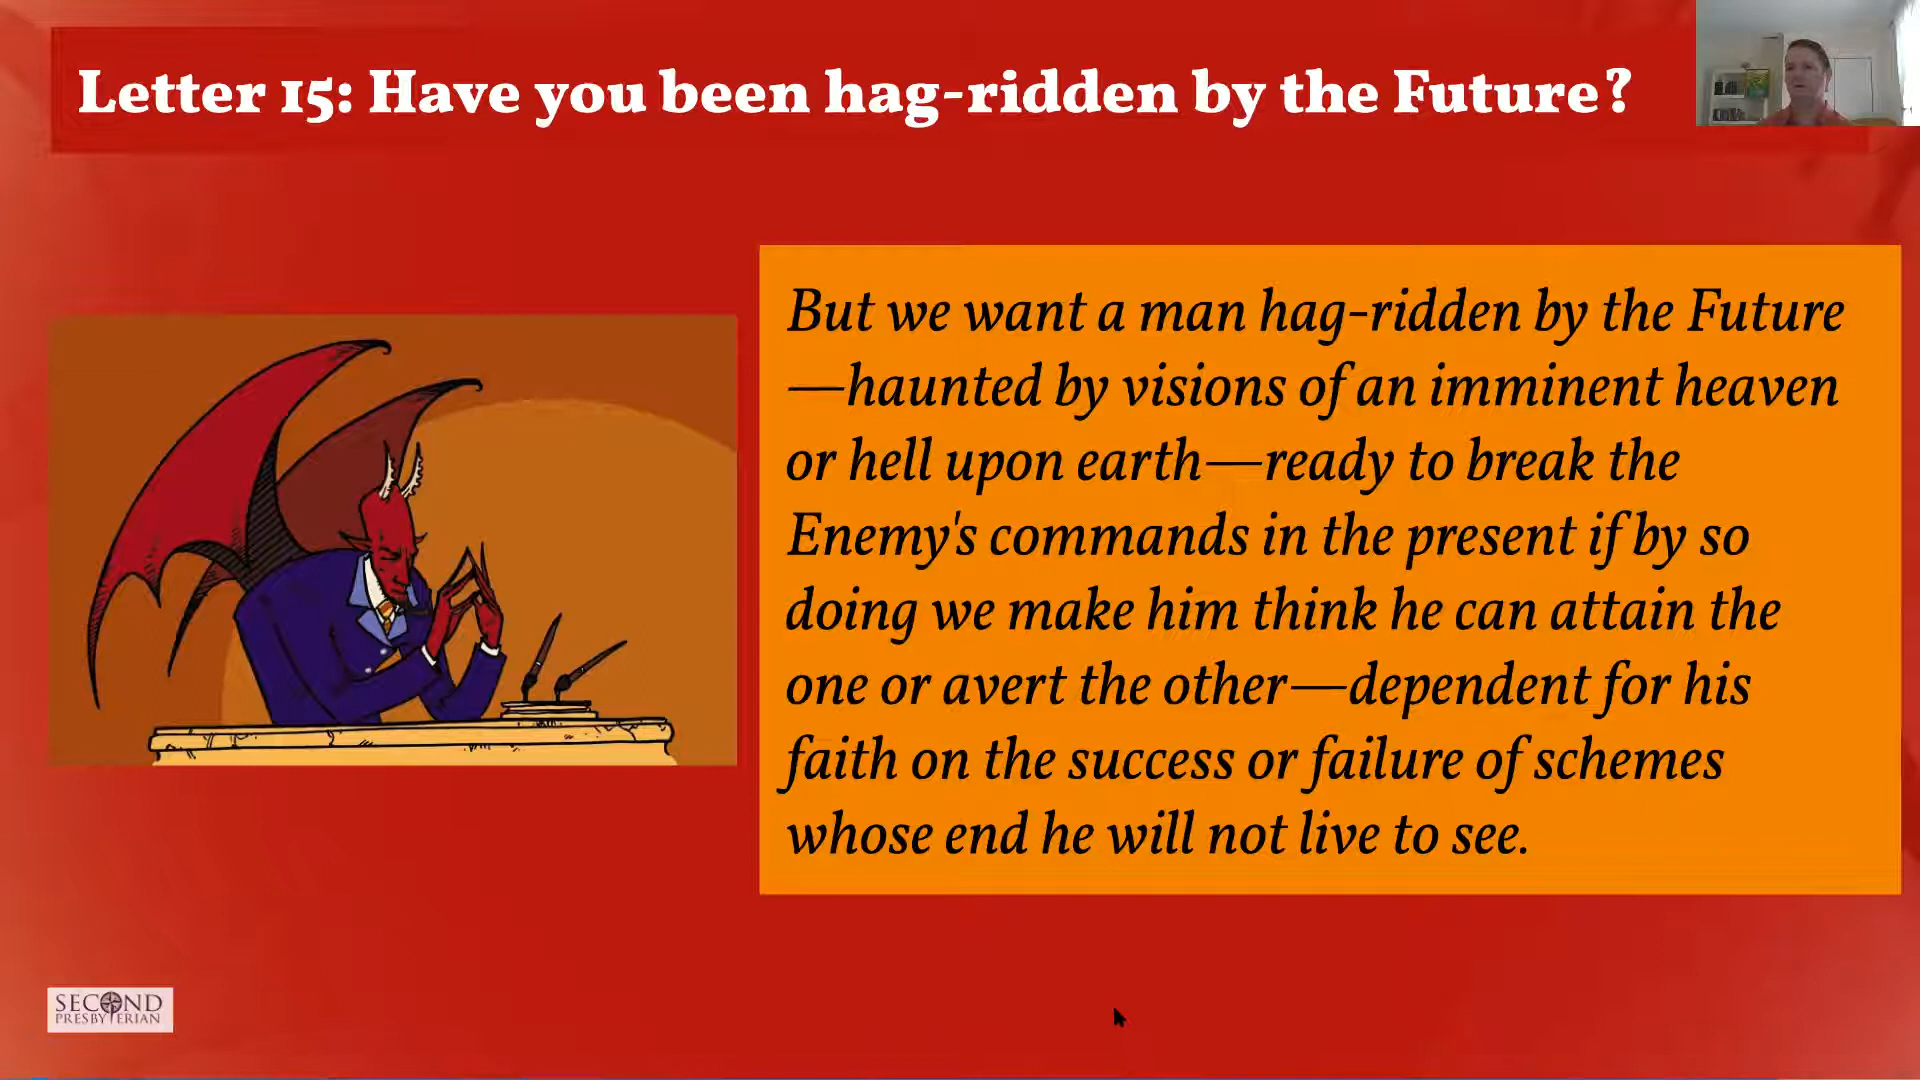 Letter 15: Have you been hag-ridden by the Future?
But we want a man hag-ridden by the Future
—haunted by visions of an imminent heaven
or hell upon earth—ready to break the
Enemy's commands in the present if by so
doing we make him think he can attain the
one or avert the other—dependent for his
faith on the success or failure of schemes
whose end he will not live to see.
SECOND
PRESBYTERIAN